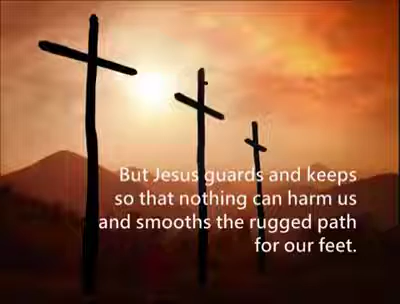 But Jesus guards and keeps
so that nothing can harm us
and smooths the rugged path
for our feet.